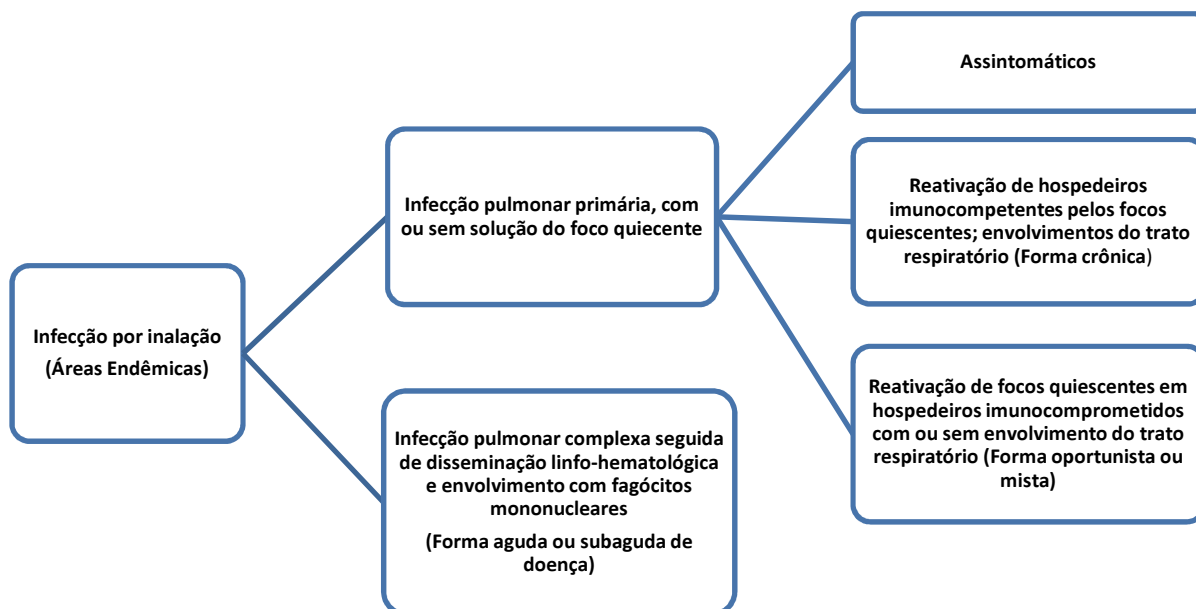 Infecção por inalação
(Áreas Endêmicas)
Infecção pulmonar primária, com
ou sem solução do foco quiecente
Infecção pulmonar complexa seguida
de disseminação linfo-hematológica
e envolvimento com fagócitos
mononucleares
(Forma aguda ou subaguda de
doença)
Assintomáticos
Reativação de hospedeiros
imunocompetentes pelos focos
quiescentes; envolvimentos do trato
respiratório (Forma crônica)
Reativação de focos quiescentes em
hospedeiros imunocomprometidos
com ou sem envolvimento do trato
respiratório (Forma oportunista ou
mista)